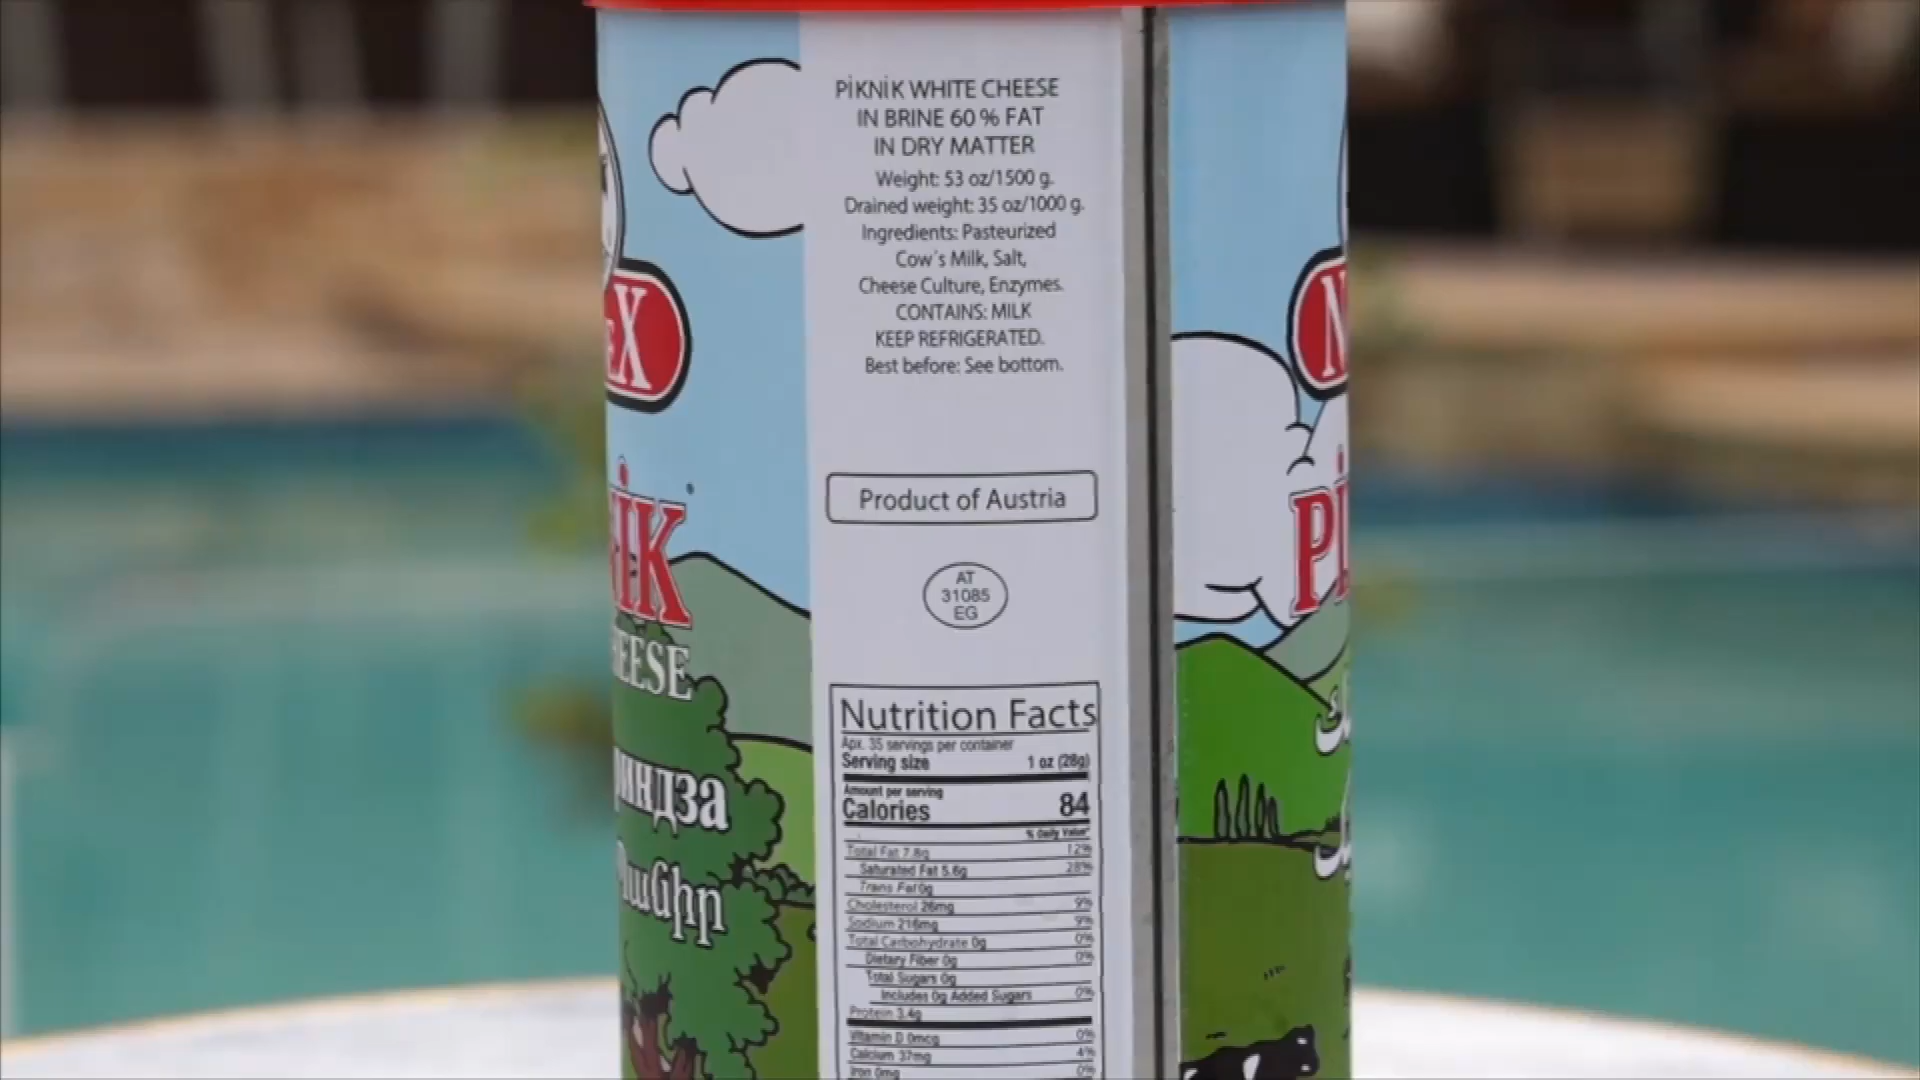 PİKNİK WHITE CHEESE
IN BRINE 60 % FAT
IN DRY MATTER
Weight: 53 oz/1500 g.
Drained weight: 35 oz/1000 g.
Ingredients: Pasteurized
Cow´s Milk, Salt,
Cheese Culture, Enzymes.
CONTAINS: MILK
KEEP REFRIGERATED.
Best before: See bottom.
Product of Austria
AT
31085
EG
Nutrition Facts
Apx. 35 servings per container
Serving size 1 oz (28g)
Amount per serving
Calories 84
% Daily Value*
Total Fat 7.8g 12%
Saturated Fat 5.6g 28%
Trans Fat 0g
Cholesterol 26mg 9%
Sodium 216mg 9%
Total Carbohydrate 0g 0%
Dietary Fiber 0g 0%
Total Sugars 0g
Includes 0g Added Sugars 0%
Protein 3.4g
Vitamin D 0mcg 0%
Calcium 37mg 4%
Iron 0mg 0%